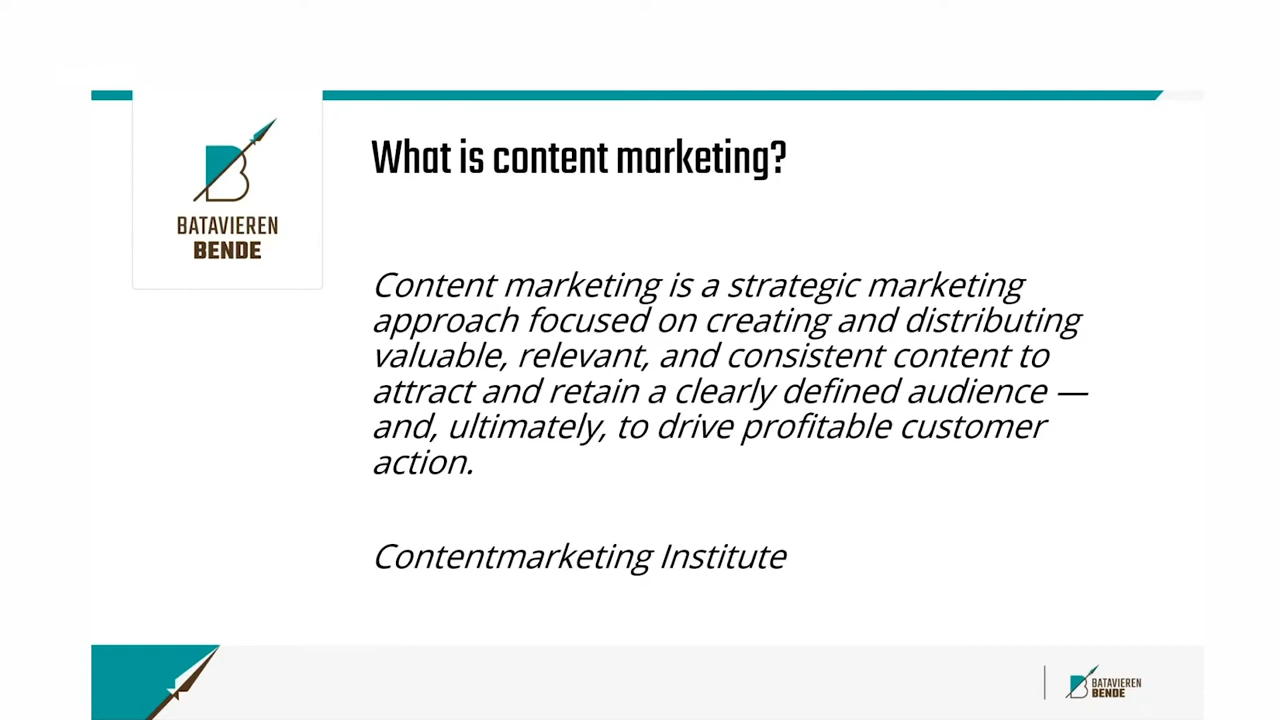 What is content marketing?
BATAVIEREN
BENDE
Content marketing is a strategic marketing
approach focused on creating and distributing
valuable, relevant, and consistent content to
attract and retain a clearly defined audience —
and, ultimately, to drive profitable customer
action.
Contentmarketing Institute
BATAVIEREN
BENDE